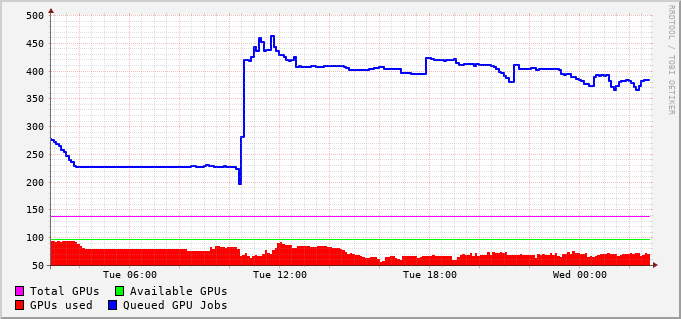 RRDTOOL / TOBI OETIKER
500
450
400
350
300
250
200
150
100
50
Tue 06:00 Tue 12:00 Tue 18:00 Wed 00:00
Total GPUs Available GPUs
GPUs used Queued GPU Jobs